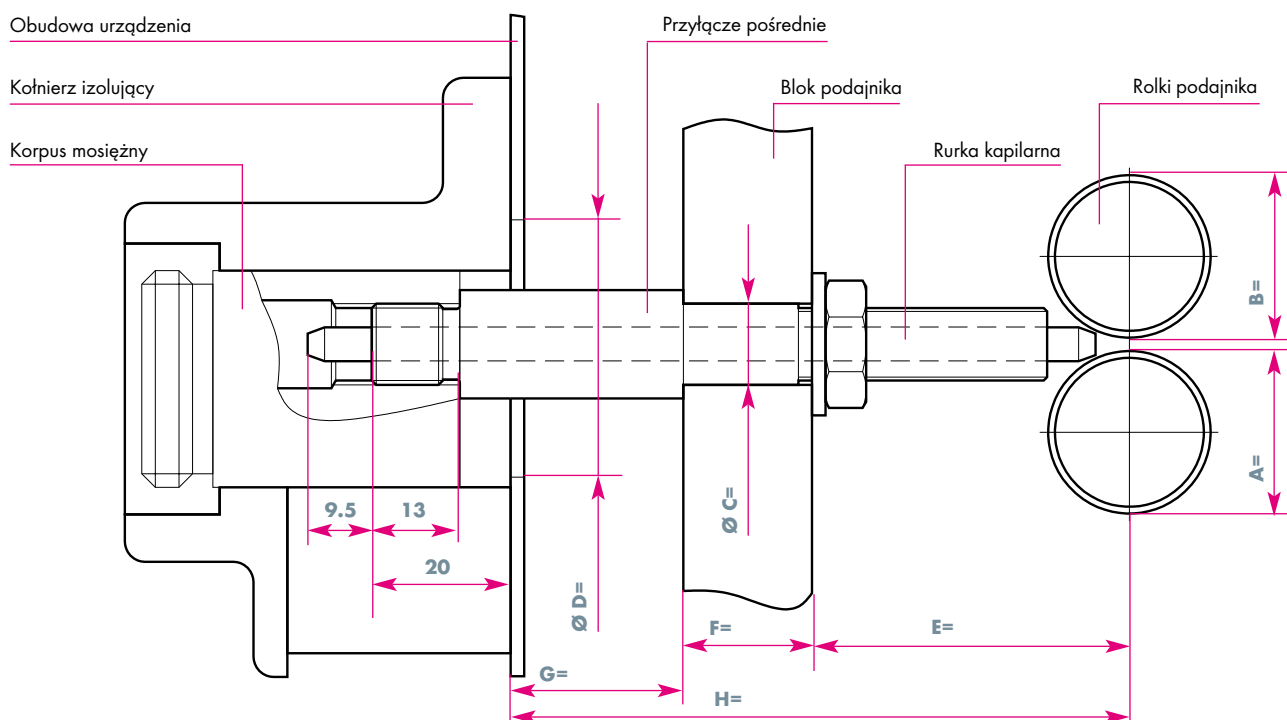 Obudowa urządzenia
Przyłącze pośrednie
Kołnierz izolujący
Blok podajnika
Rolki podajnika
Korpus mosiężny
Rurka kapilarna
B=
A=
9.5
13
Ø C=
20
Ø D=
F=
E=
G=
H=